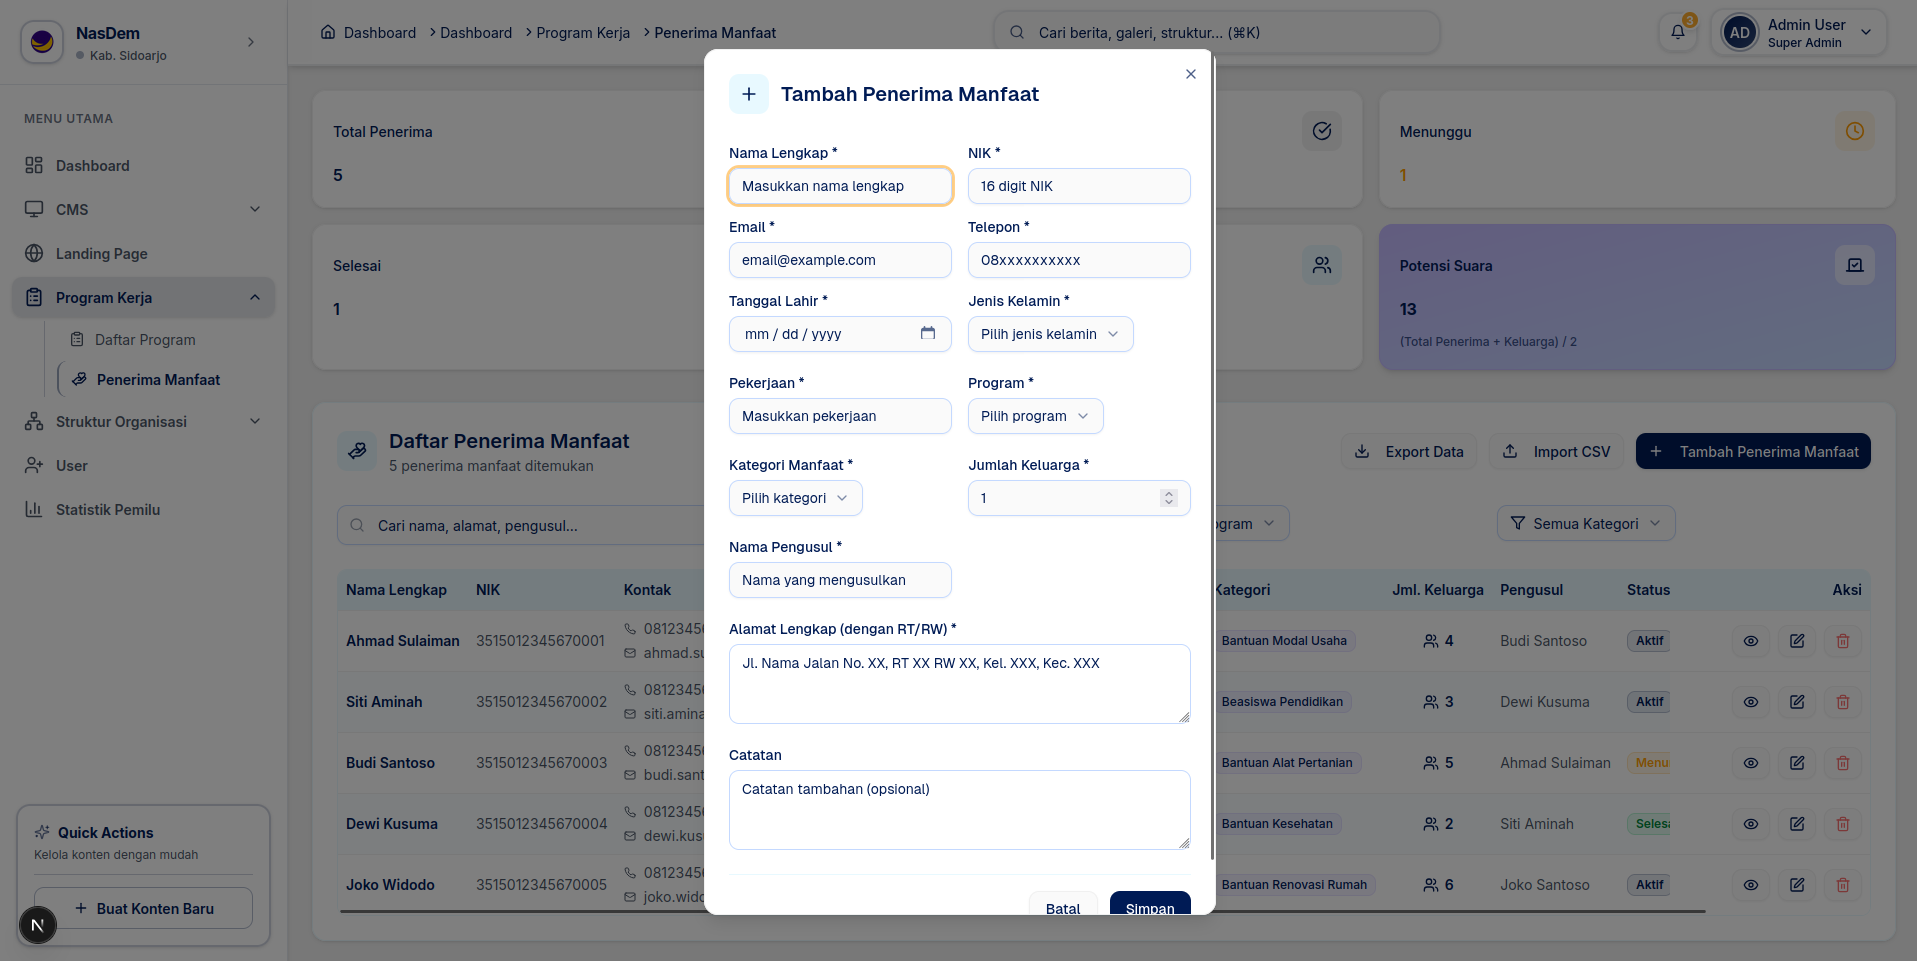 NasDem
Kab. Sidoarjo
Dashboard
Dashboard
Program Kerja
Penerima Manfaat
Cari berita, galeri, struktur... (⌘K)
3
AD
Admin User
Super Admin
MENU UTAMA
Dashboard
CMS
Landing Page
Program Kerja
Daftar Program
Penerima Manfaat
Struktur Organisasi
User
Statistik Pemilu
Quick Actions
Kelola konten dengan mudah
Buat Konten Baru
N
Total Penerima
5
Menunggu
1
Selesai
1
Potensi Suara
13
(Total Penerima + Keluarga) / 2
Daftar Penerima Manfaat
5 penerima manfaat ditemukan
Export Data
Import CSV
Tambah Penerima Manfaat
Cari nama, alamat, pengusul...
gram
Semua Kategori
Nama Lengkap NIK Kontak Kategori Jml. Keluarga Pengusul Status Aksi
Ahmad Sulaiman 3515012345670001 0812345 Bantuan Modal Usaha 4 Budi Santoso Aktif
ahmad.su
Siti Aminah 3515012345670002 0812345 Beasiswa Pendidikan 3 Dewi Kusuma Aktif
siti.amina
Budi Santoso 3515012345670003 0812345 Bantuan Alat Pertanian 5 Ahmad Sulaiman Menu
budi.sant
Dewi Kusuma 3515012345670004 0812345 Bantuan Kesehatan 2 Siti Aminah Selesa
dewi.kus
Joko Widodo 3515012345670005 0812345 Bantuan Renovasi Rumah 6 Joko Santoso Aktif
joko.wido
Tambah Penerima Manfaat
Nama Lengkap * NIK *
Masukkan nama lengkap 16 digit NIK
Email * Telepon *
email@example.com 08xxxxxxxxxx
Tanggal Lahir * Jenis Kelamin *
mm / dd / yyyy Pilih jenis kelamin
Pekerjaan * Program *
Masukkan pekerjaan Pilih program
Kategori Manfaat * Jumlah Keluarga *
Pilih kategori 1
Nama Pengusul *
Nama yang mengusulkan
Alamat Lengkap (dengan RT/RW) *
Jl. Nama Jalan No. XX, RT XX RW XX, Kel. XXX, Kec. XXX
Catatan
Catatan tambahan (opsional)
Batal Simpan